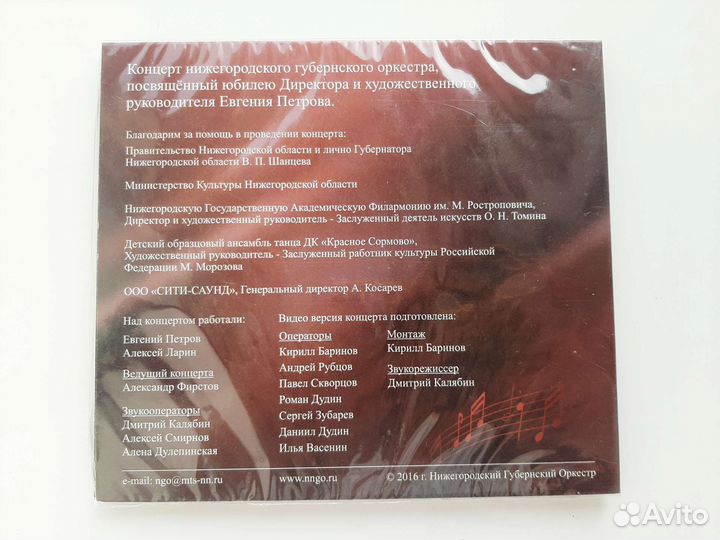 Концерт нижегородского губернского оркестра,
посвящённый юбилею Директора и художественного
руководителя Евгения Петрова.
Благодарим за помощь в проведении концерта:
Правительство Нижегородской области и лично Губернатора
Нижегородской области В. П. Шанцева
Министерство Культуры Нижегородской области
Нижегородскую Государственную Академическую Филармонию им. М. Ростроповича,
Директор и художественный руководитель - Заслуженный деятель искусств О. Н. Томина
Детский образцовый ансамбль танца ДК «Красное Сормово»,
Художественный руководитель - Заслуженный работник культуры Российской
Федерации М. Морозова
ООО «СИТИ-САУНД», Генеральный директор А. Косарев
Над концертом работали:
Евгений Петров
Алексей Ларин
Ведущий концерта
Александр Фирстов
Звукооператоры
Дмитрий Калябин
Алексей Смирнов
Алена Дулепинская
Видео версия концерта подготовлена:
Операторы
Кирилл Баринов
Андрей Рубцов
Павел Скворцов
Роман Дудин
Сергей Зубарев
Даниил Дудин
Илья Васенин
Монтаж
Кирилл Баринов
Звукорежиссер
Дмитрий Калябин
e-mail: ngo@mts-nn.ru
www.nngo.ru
© 2016 г. Нижегородский Губернский Оркестр
Avito